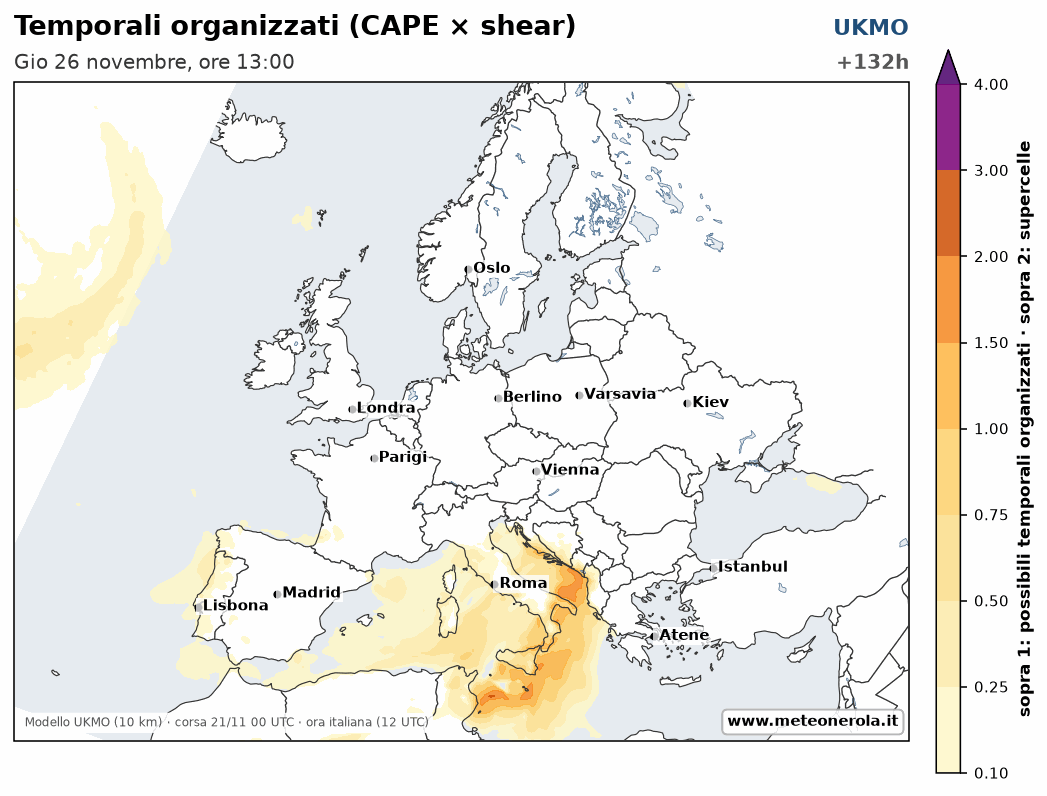 Temporali organizzati (CAPE × shear)
UKMO
Gio 26 novembre, ore 13:00
+132h
4.00
3.00
2.00
1.50
1.00
0.75
0.50
0.25
0.10
sopra 1: possibili temporali organizzati · sopra 2: supercelle
Oslo
Berlino
Varsavia
Kiev
Londra
Parigi
Vienna
Istanbul
Roma
Madrid
Lisbona
Atene
Modello UKMO (10 km) · corsa 21/11 00 UTC · ora italiana (12 UTC)
www.meteonerola.it